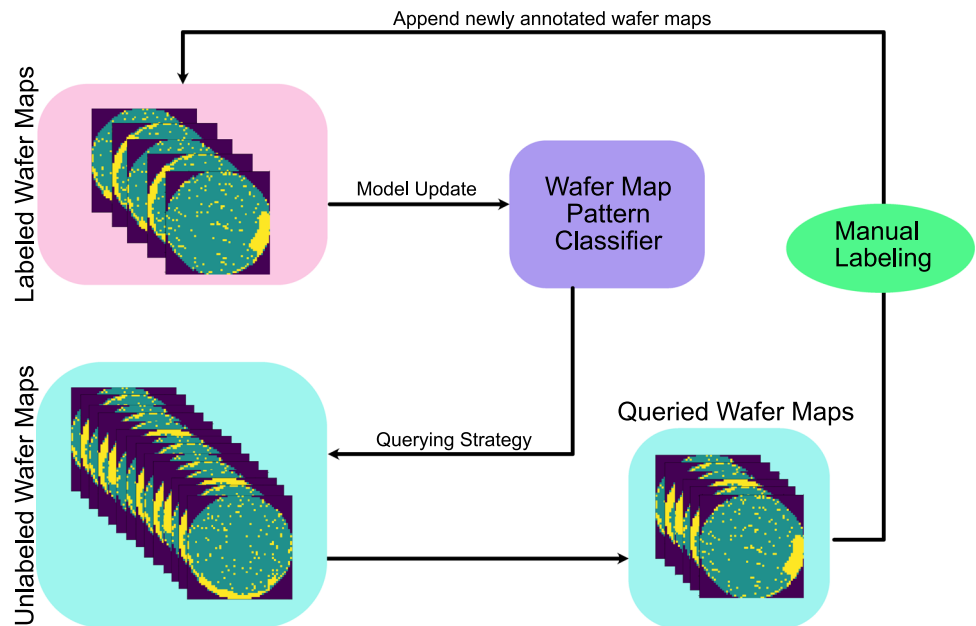 Append newly annotated wafer maps
Labeled Wafer Maps
Model Update
Wafer Map
Pattern
Classifier
Manual
Labeling
Unlabeled Wafer Maps
Querying Strategy
Queried Wafer Maps